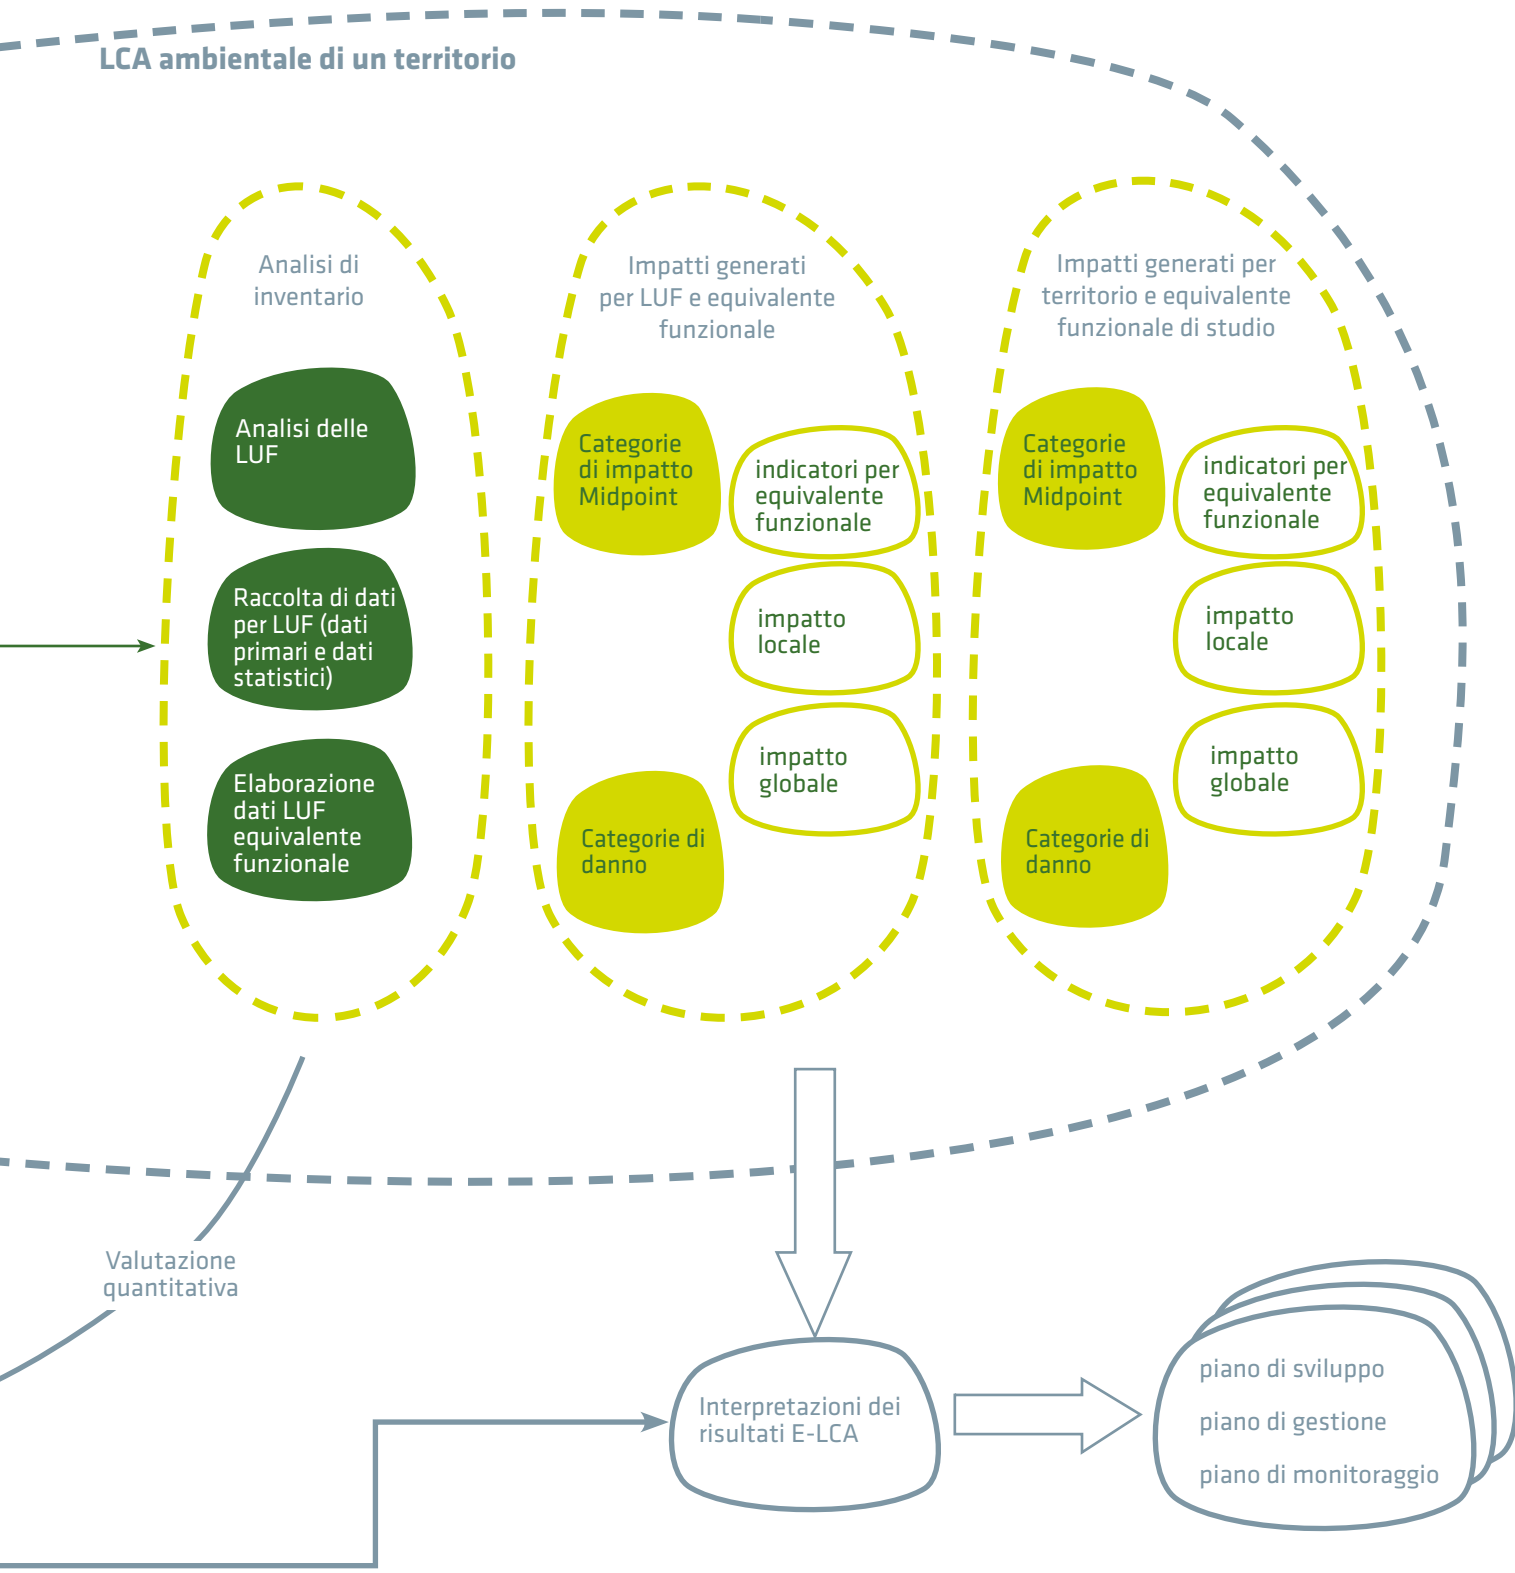 LCA ambientale di un territorio
Analisi di
inventario
Analisi delle
LUF
Raccolta di dati
per LUF (dati
primari e dati
statistici)
Elaborazione
dati LUF
equivalente
funzionale
Impatti generati
per LUF e equivalente
funzionale
Categorie
di impatto
Midpoint
indicatori per
equivalente
funzionale
impatto
locale
impatto
globale
Categorie di
danno
Impatti generati per
territorio e equivalente
funzionale di studio
Categorie
di impatto
Midpoint
indicatori per
equivalente
funzionale
impatto
locale
impatto
globale
Categorie di
danno
Valutazione
quantitativa
Interpretazioni dei
risultati E-LCA
piano di sviluppo
piano di gestione
piano di monitoraggio